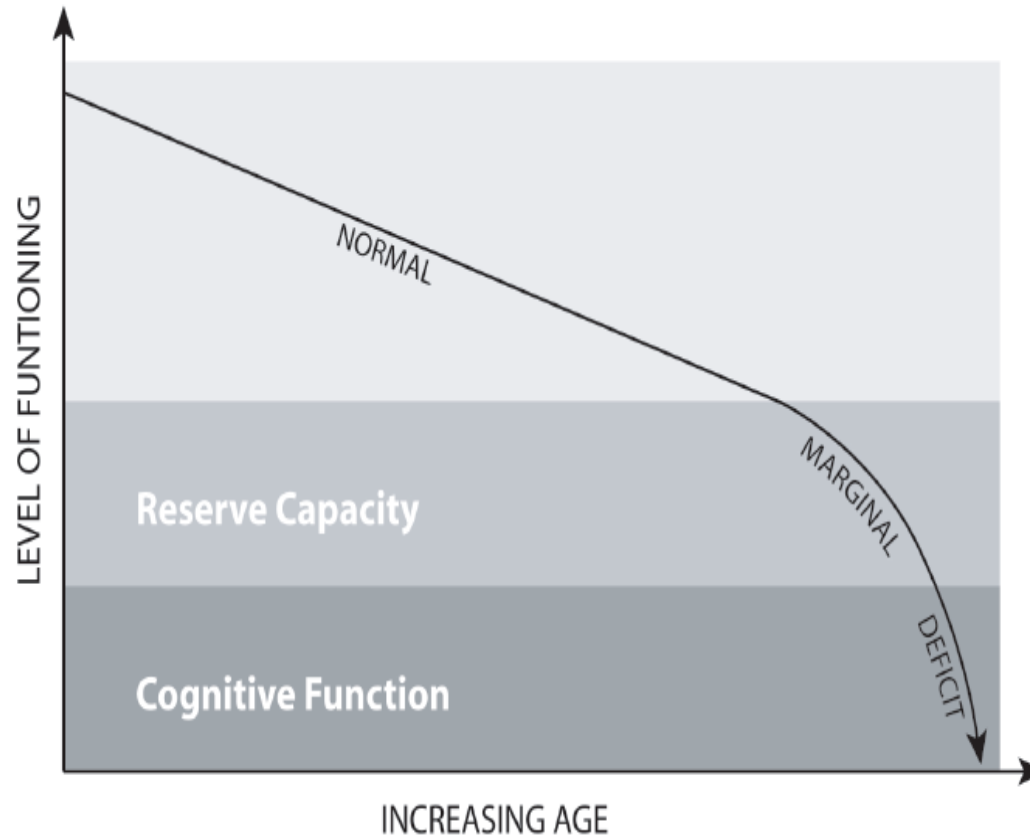 LEVEL OF FUNTIONING
NORMAL
MARGINAL
Reserve Capacity
DEFICIT
Cognitive Function
INCREASING AGE